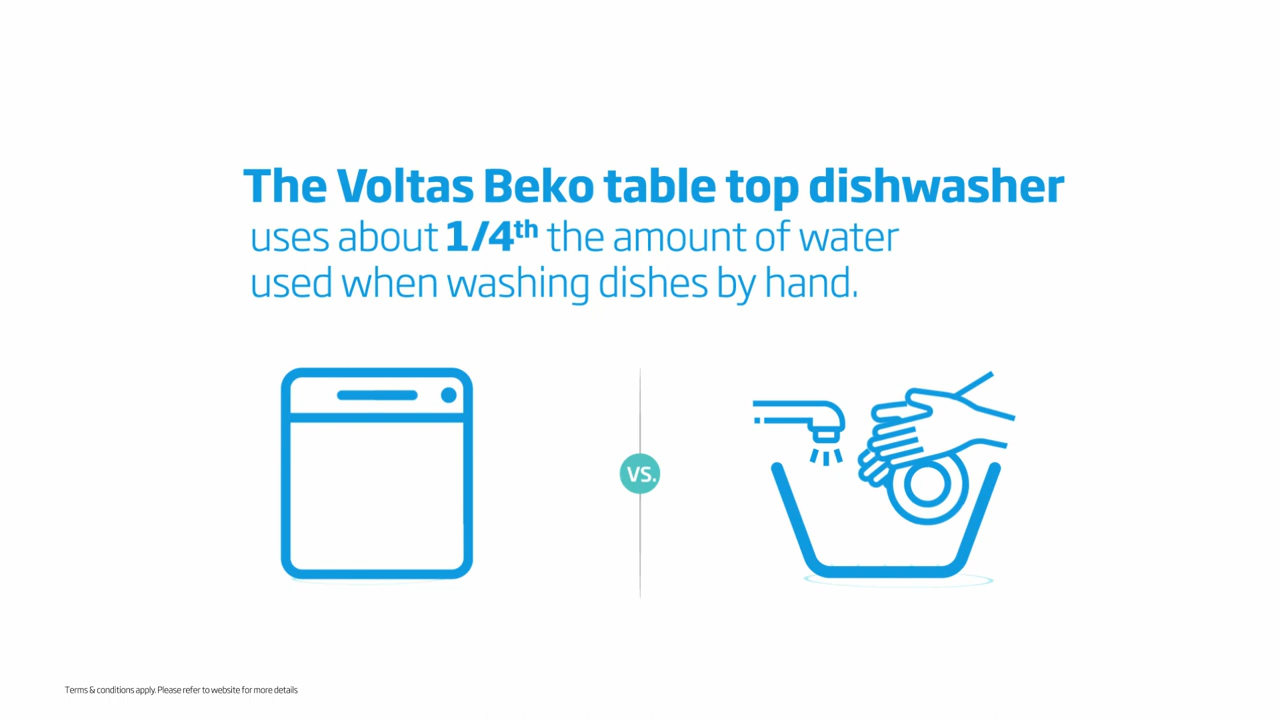 The Voltas Beko table top dishwasher
uses about 1/4th the amount of water
used when washing dishes by hand.
VS.
Terms & conditions apply. Please refer to website for more details